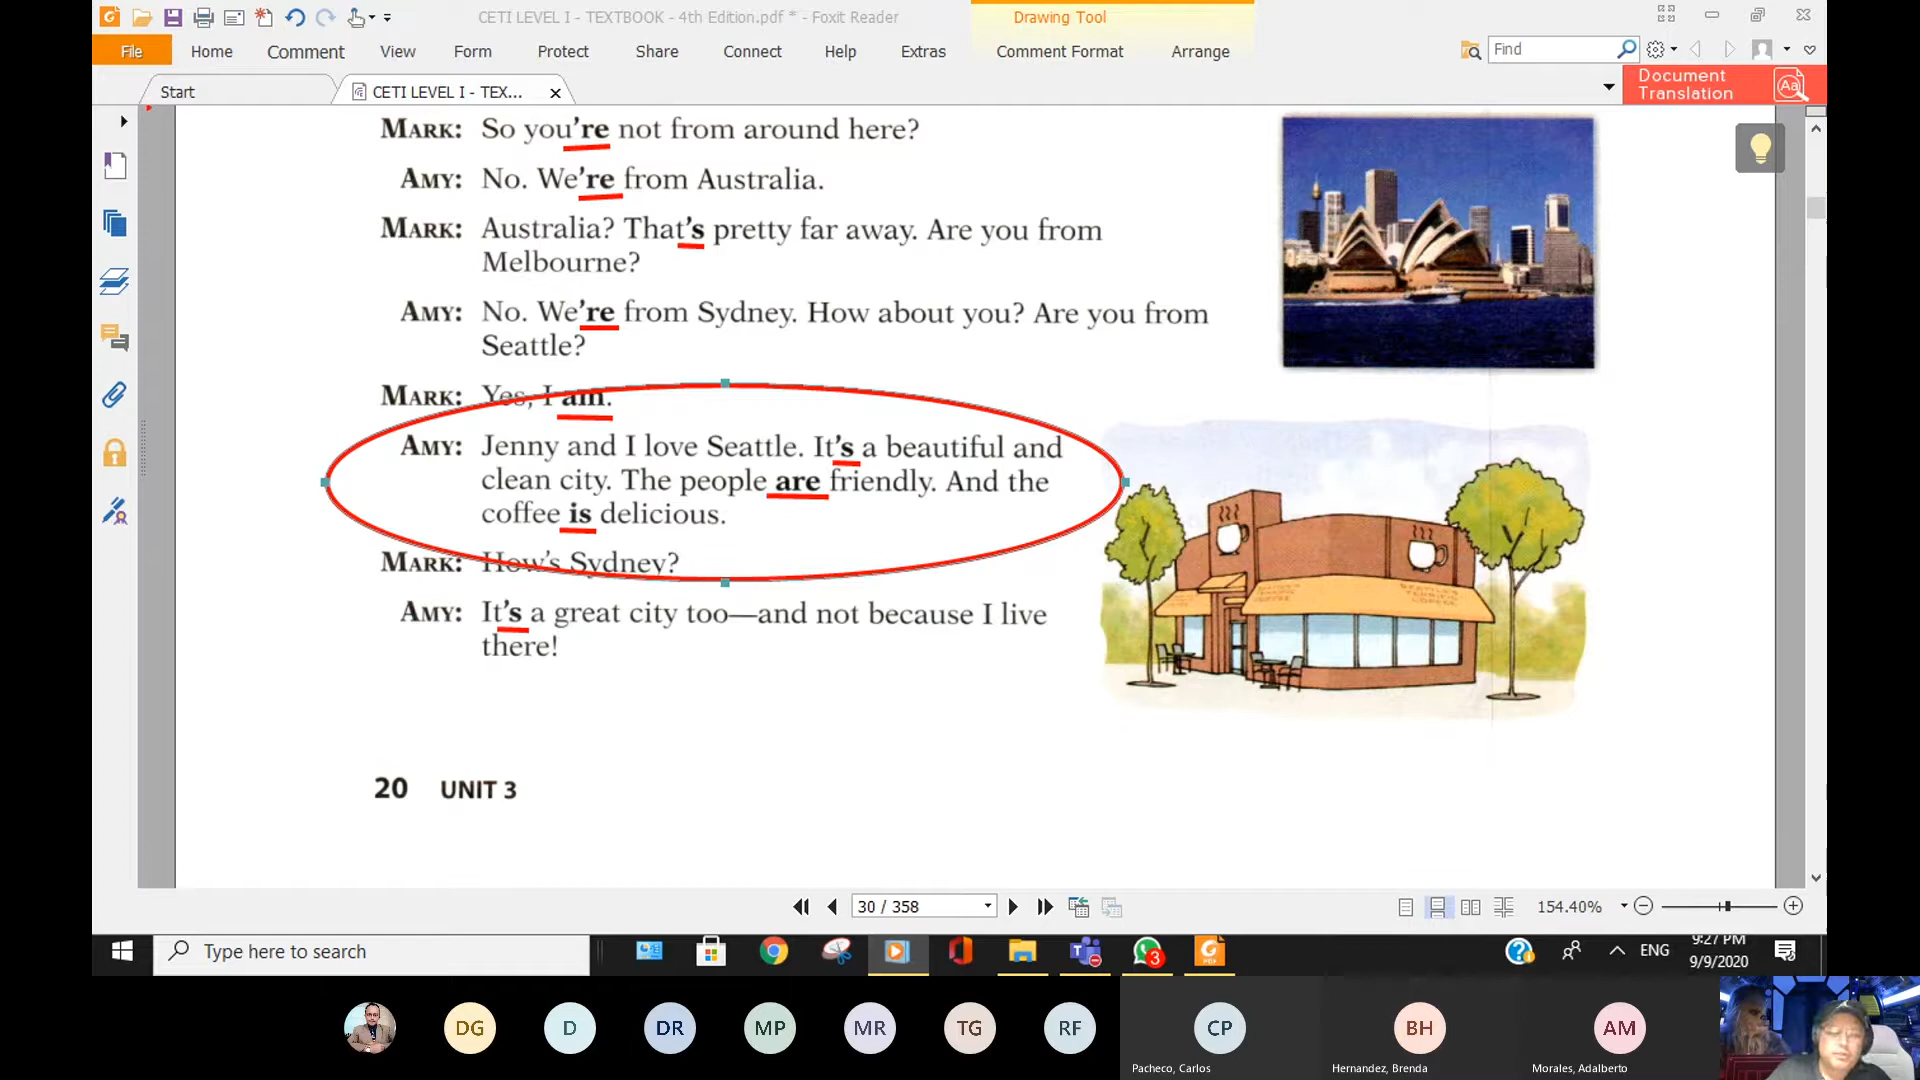 CETI LEVEL I - TEXTBOOK - 4th Edition.pdf * - Foxit Reader
Drawing Tool
File Home Comment View Form Protect Share Connect Help Extras Comment Format Arrange Find
Start
CETI LEVEL I - TEX...
Document
Translation
MARK: So you're not from around here?
AMY: No. We're from Australia.
MARK: Australia? That's pretty far away. Are you from
Melbourne?
AMY: No. We're from Sydney. How about you? Are you from
Seattle?
MARK: Yes, I am.
AMY: Jenny and I love Seattle. It's a beautiful and
clean city. The people are friendly. And the
coffee is delicious.
MARK: How's Sydney?
AMY: It's a great city too—and not because I live
there!
20 UNIT 3
30 / 358
154.40%
Type here to search
3
ENG
9:27 PM
9/9/2020
DG D DR MP MR TG RF CP BH AM
Pacheco, Carlos Hernandez, Brenda Morales, Adalberto